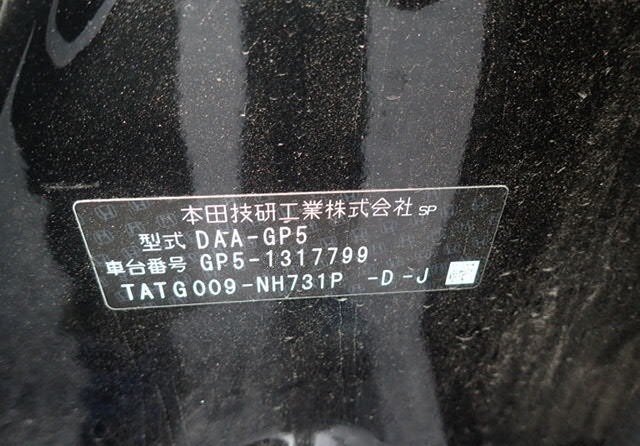 本田技研工業株式会社 SP
型式 DAA-GP5
車台番号 GP5-1317799
TATG009-NH731P -D-J